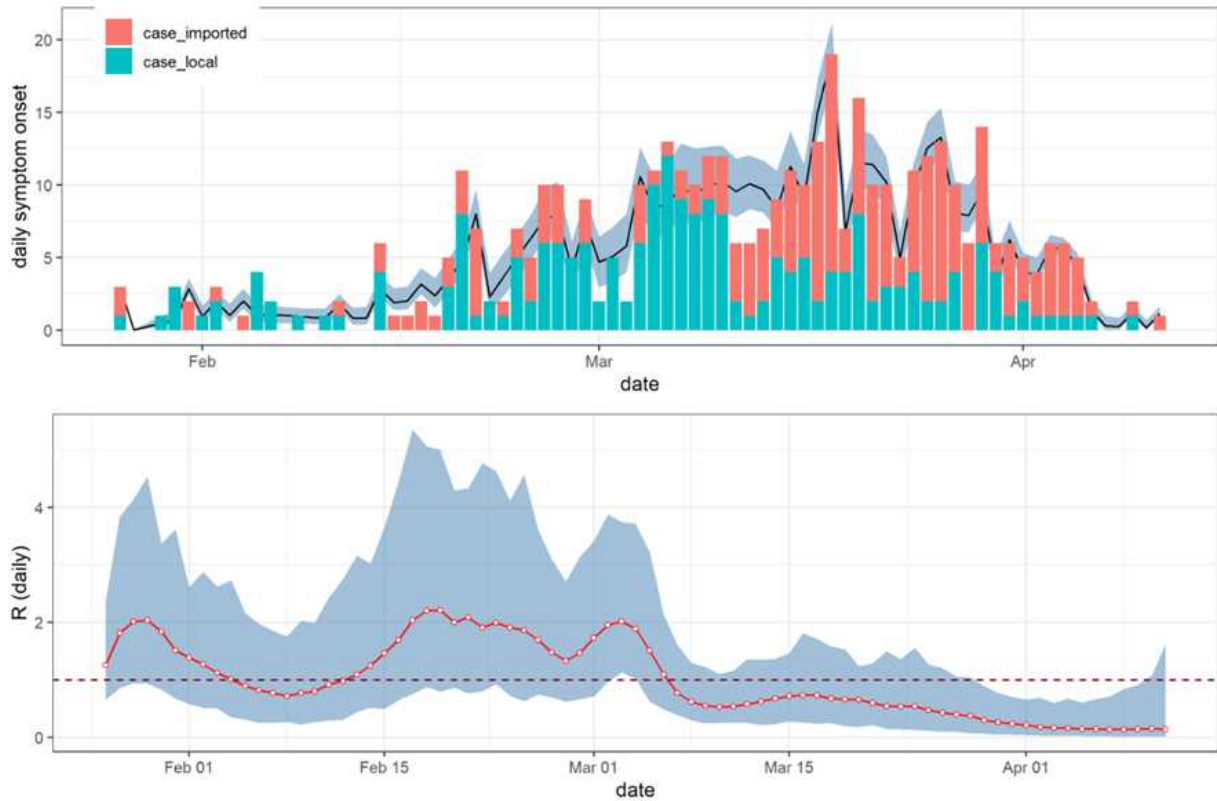 case_imported
case_local
daily symptom onset
20
15
10
5
0
Feb
Mar
Apr
date
R (daily)
4
2
0
Feb 01
Feb 15
Mar 01
Mar 15
Apr 01
date